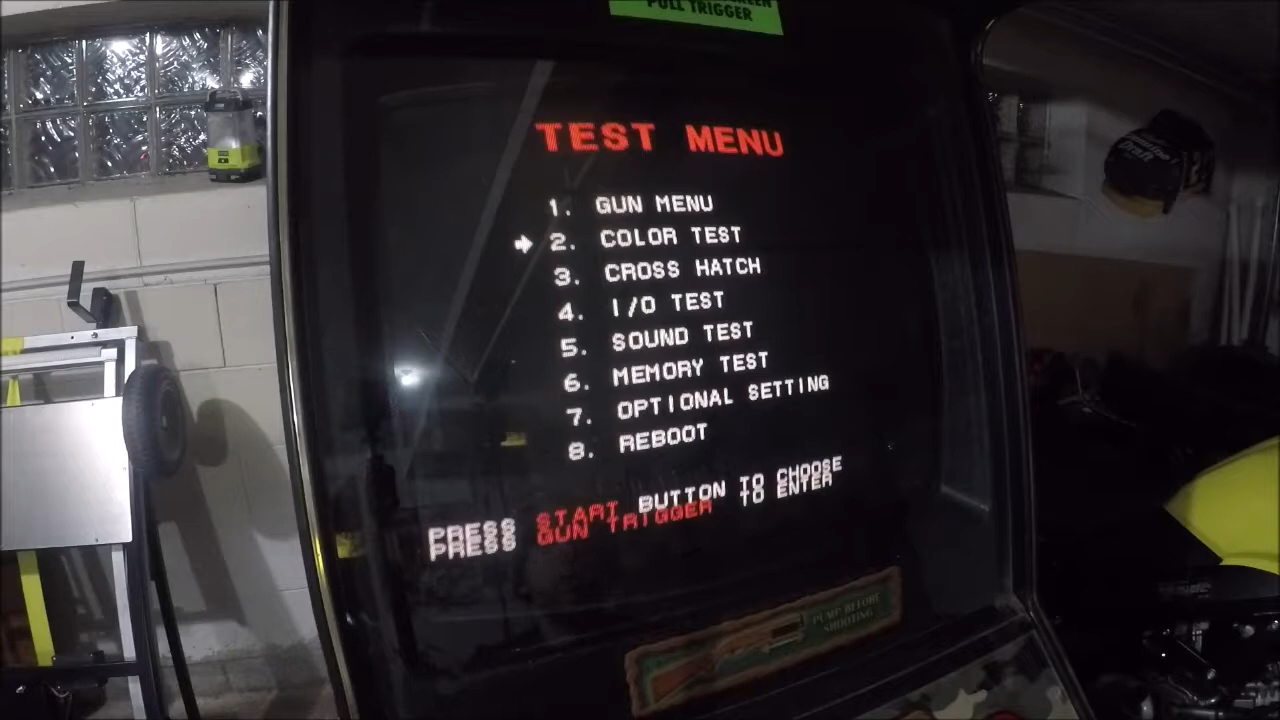 PULL TRIGGER
TEST MENU
1. GUN MENU
2. COLOR TEST
3. CROSS HATCH
4. I/O TEST
5. SOUND TEST
6. MEMORY TEST
7. OPTIONAL SETTING
8. REBOOT
PRESS START BUTTON TO CHOOSE
PRESS GUN TRIGGER TO ENTER
PUMP BEFORE
SHOOTING